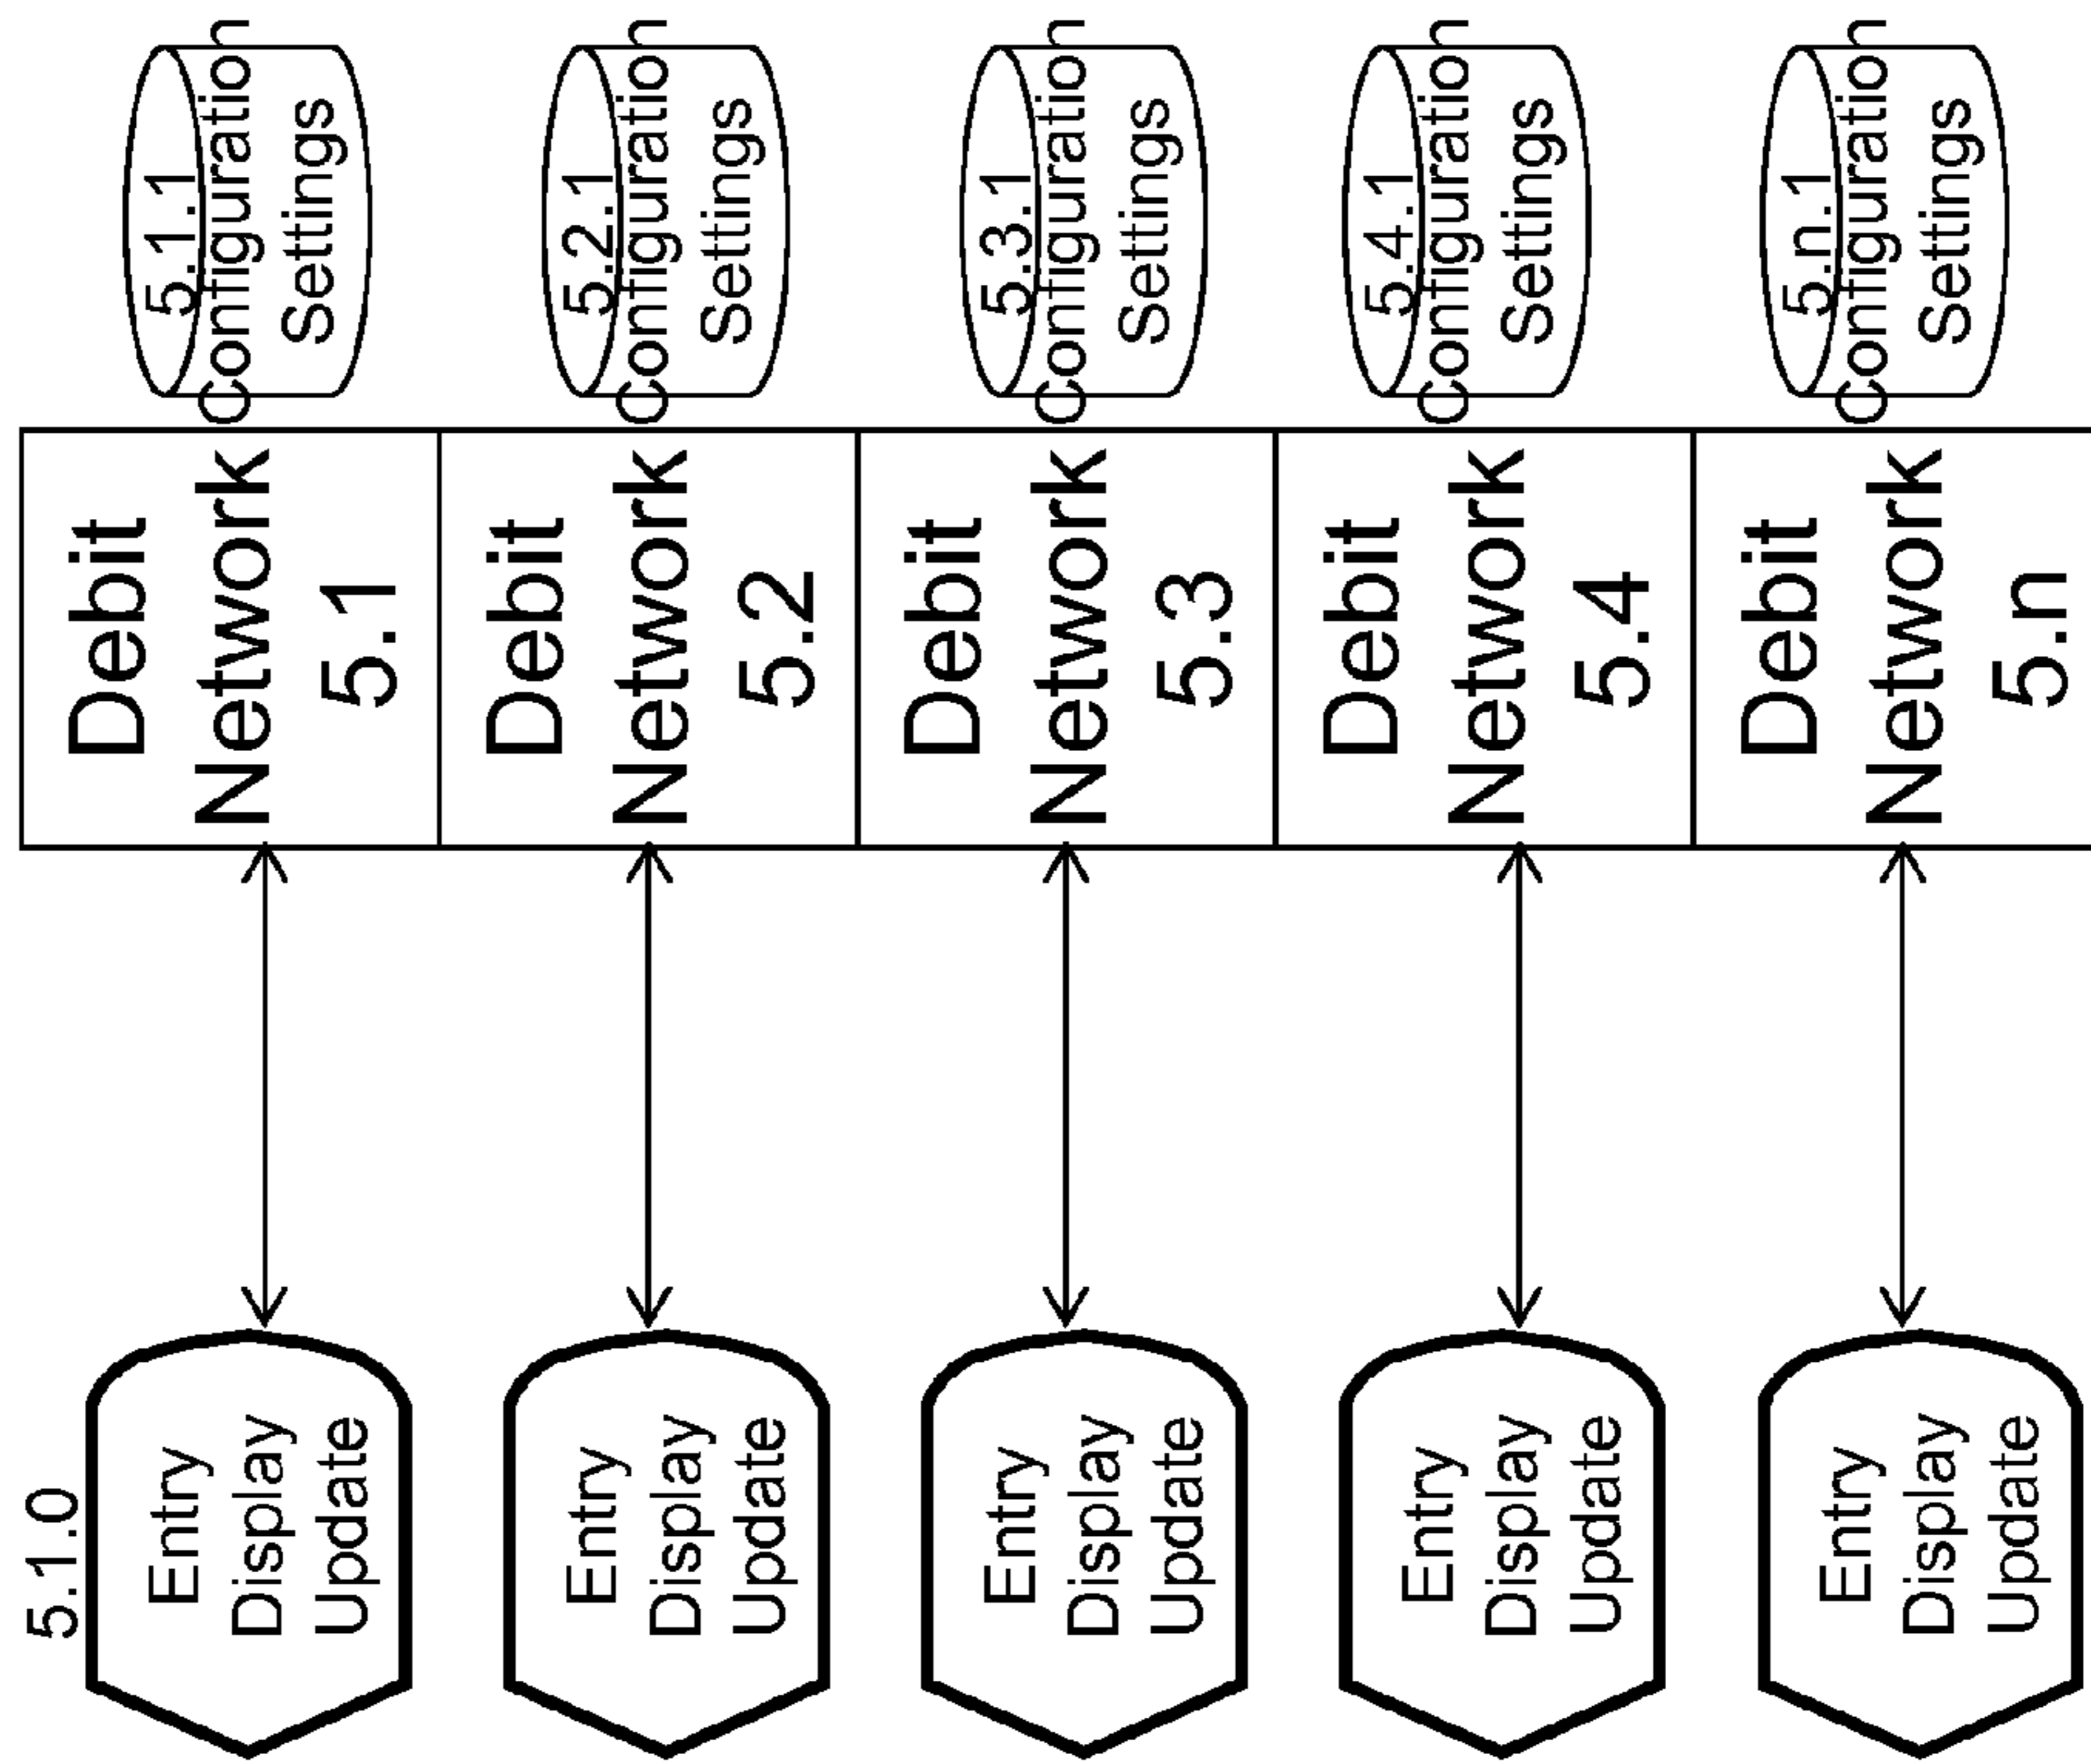 5.1.0
Entry
Display
Update
Debit
Network
5.1
5.1.1
Configuration
Settings
Entry
Display
Update
Debit
Network
5.2
5.2.1
Configuration
Settings
Entry
Display
Update
Debit
Network
5.3
5.3.1
Configuration
Settings
Entry
Display
Update
Debit
Network
5.4
5.4.1
Configuration
Settings
Entry
Display
Update
Debit
Network
5.n
5.n.1
Configuration
Settings